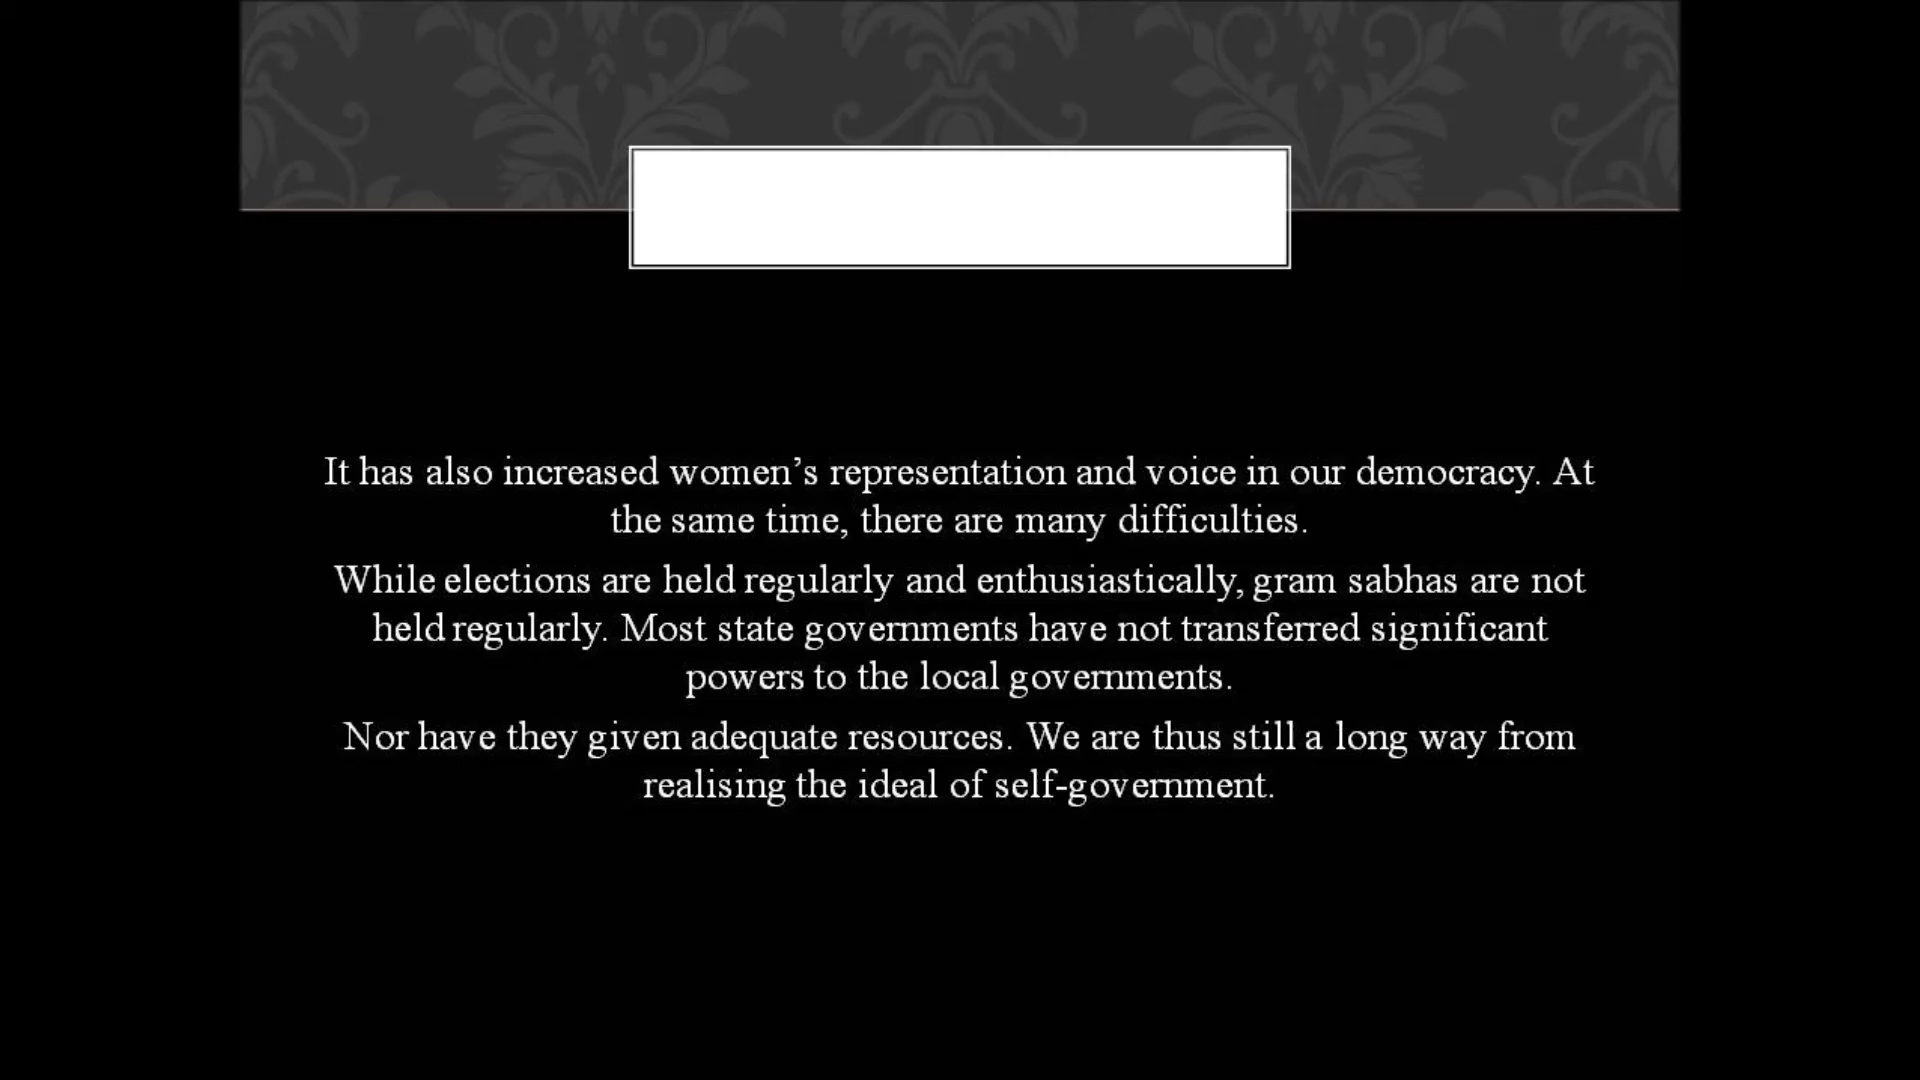 It has also increased women’s representation and voice in our democracy. At
the same time, there are many difficulties.
While elections are held regularly and enthusiastically, gram sabhas are not
held regularly. Most state governments have not transferred significant
powers to the local governments.
Nor have they given adequate resources. We are thus still a long way from
realising the ideal of self-government.